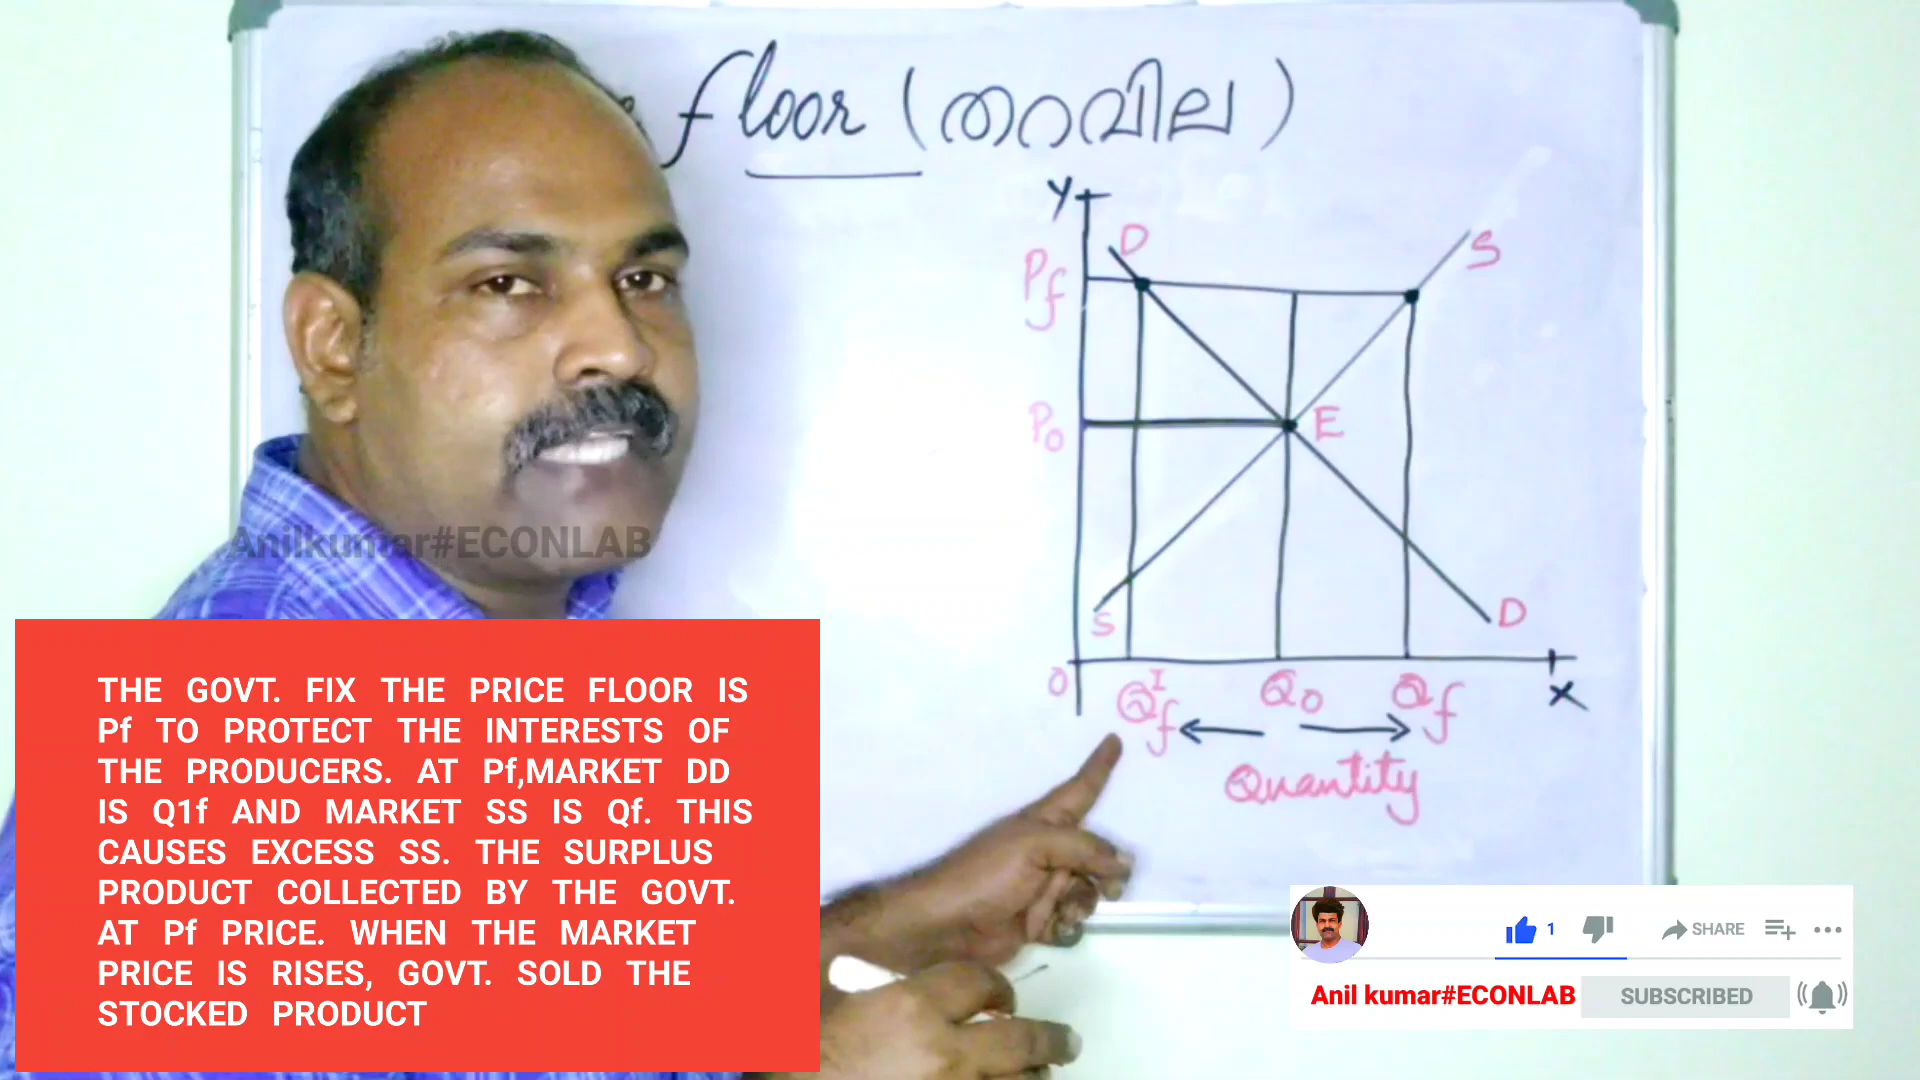 floor (തറവില)
Y
D
S
Pf
P0
E
S
D
O
Q¹f Q0 Qf
X
Quantity
Anilkumar#ECONLAB
THE GOVT. FIX THE PRICE FLOOR IS
Pf TO PROTECT THE INTERESTS OF
THE PRODUCERS. AT Pf,MARKET DD
IS Q1f AND MARKET SS IS Qf. THIS
CAUSES EXCESS SS. THE SURPLUS
PRODUCT COLLECTED BY THE GOVT.
AT Pf PRICE. WHEN THE MARKET
PRICE IS RISES, GOVT. SOLD THE
STOCKED PRODUCT
1 SHARE
Anil kumar#ECONLAB SUBSCRIBED